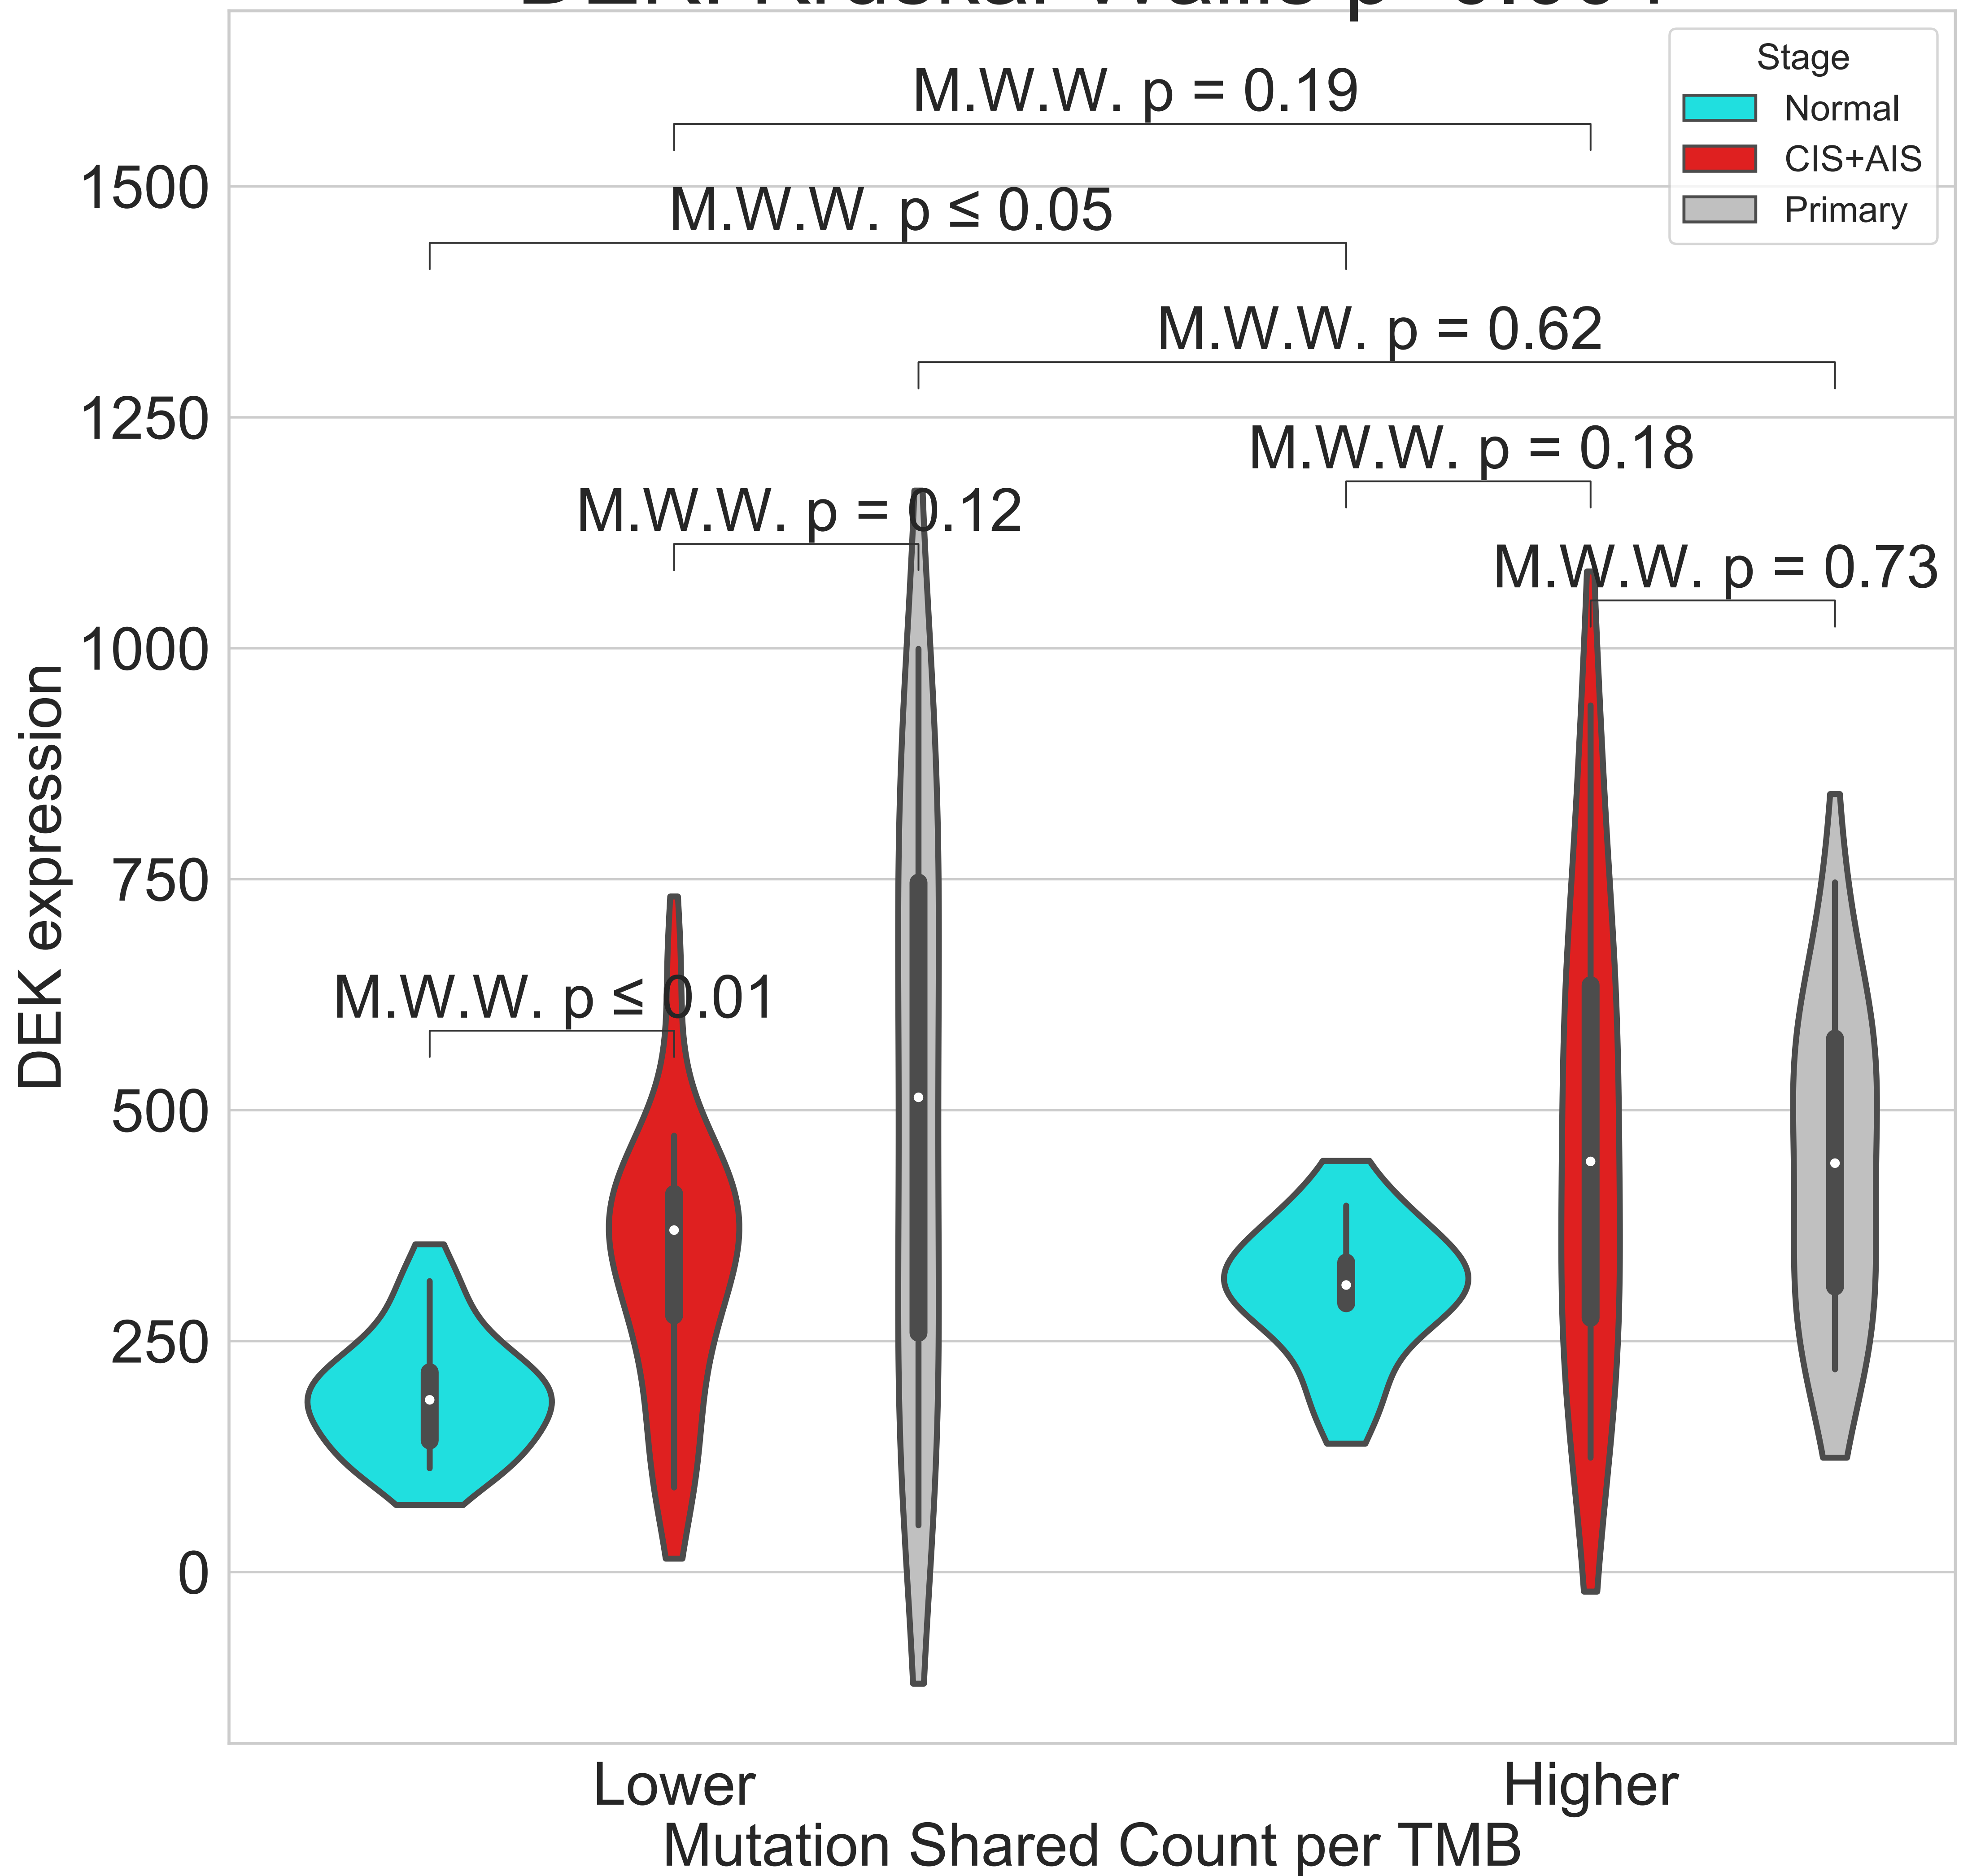 Stage
Normal
CIS+AIS
Primary
M.W.W. p = 0.19
M.W.W. p ≤ 0.05
M.W.W. p = 0.62
M.W.W. p = 0.18
M.W.W. p = 0.12
M.W.W. p = 0.73
M.W.W. p ≤ 0.01
1500
1250
1000
750
500
250
0
DEK expression
Lower
Higher
Mutation Shared Count per TMB